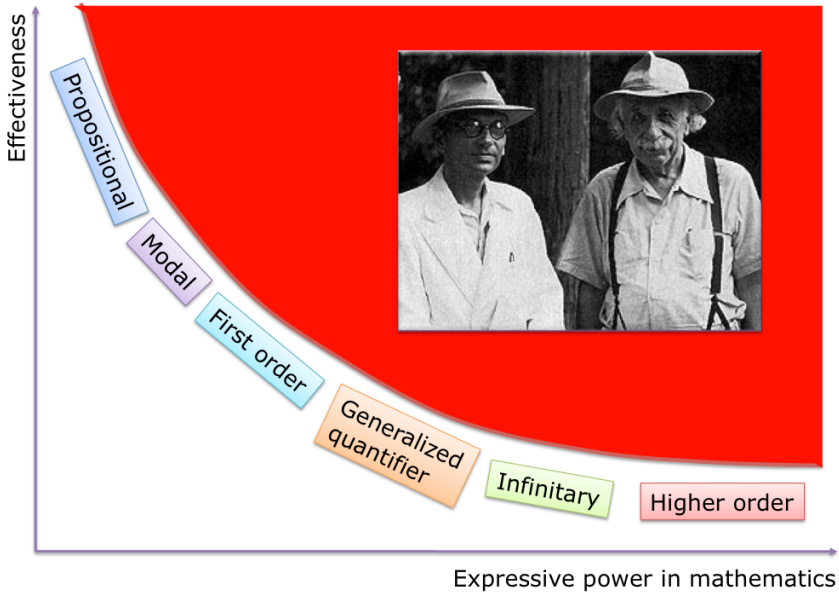 Effectiveness
Propositional
Modal
First order
Generalized
quantifier
Infinitary
Higher order
Expressive power in mathematics